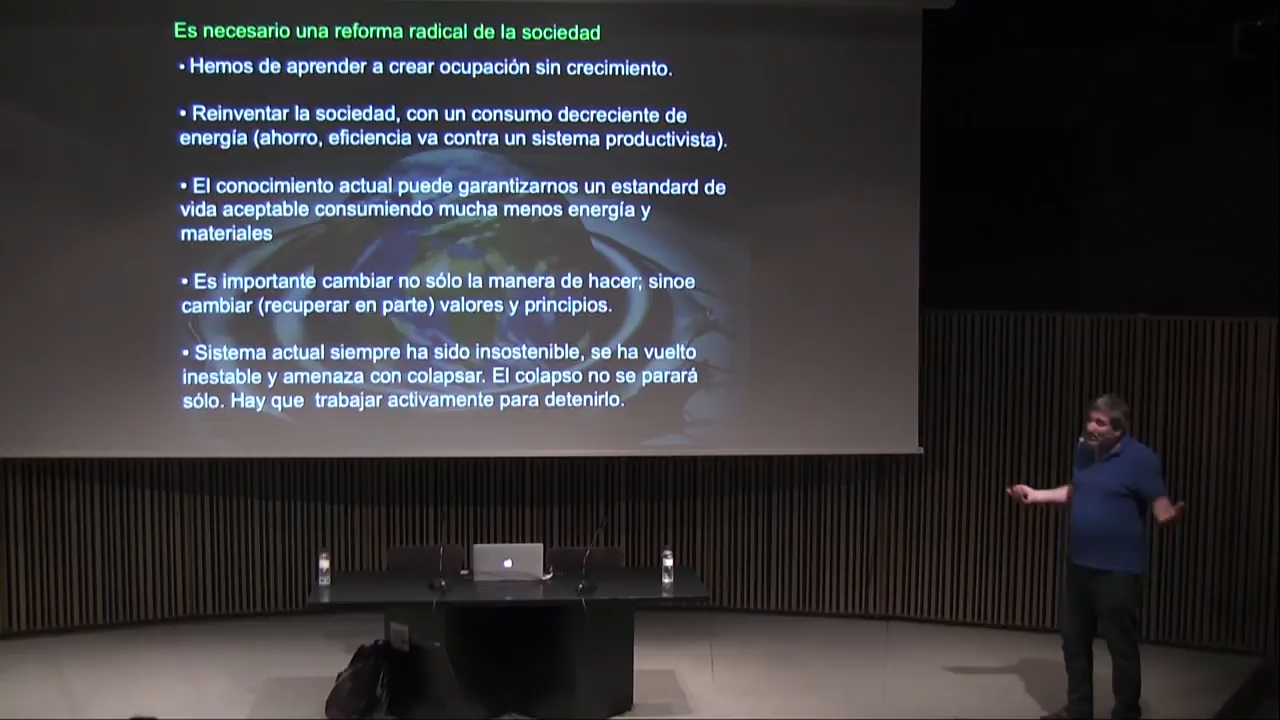 Es necesario una reforma radical de la sociedad
• Hemos de aprender a crear ocupación sin crecimiento.
• Reinventar la sociedad, con un consumo decreciente de
energía (ahorro, eficiencia va contra un sistema productivista).
• El conocimiento actual puede garantizarnos un estandard de
vida aceptable consumiendo mucha menos energía y
materiales
• Es importante cambiar no sólo la manera de hacer; sinoe
cambiar (recuperar en parte) valores y principios.
• Sistema actual siempre ha sido insostenible, se ha vuelto
inestable y amenaza con colapsar. El colapso no se parará
sólo. Hay que trabajar activamente para detenirlo.